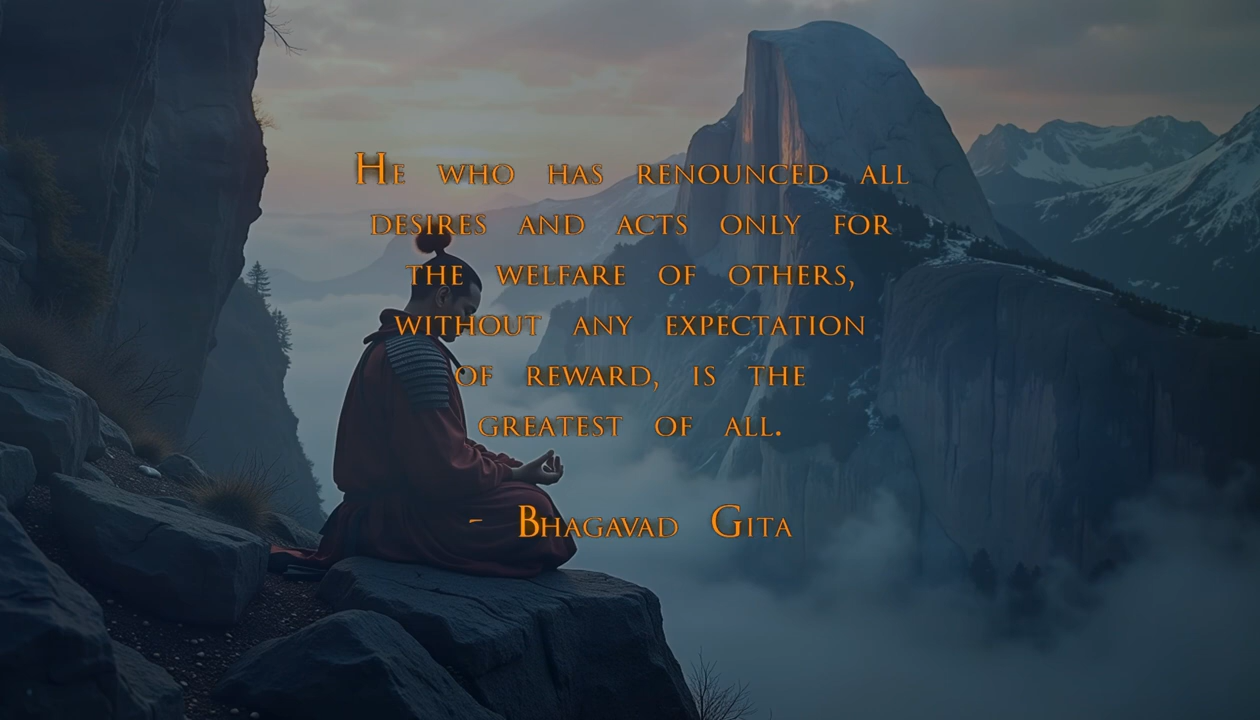 He who has renounced all
desires and acts only for
the welfare of others,
without any expectation
of reward, is the
greatest of all.
- Bhagavad Gita